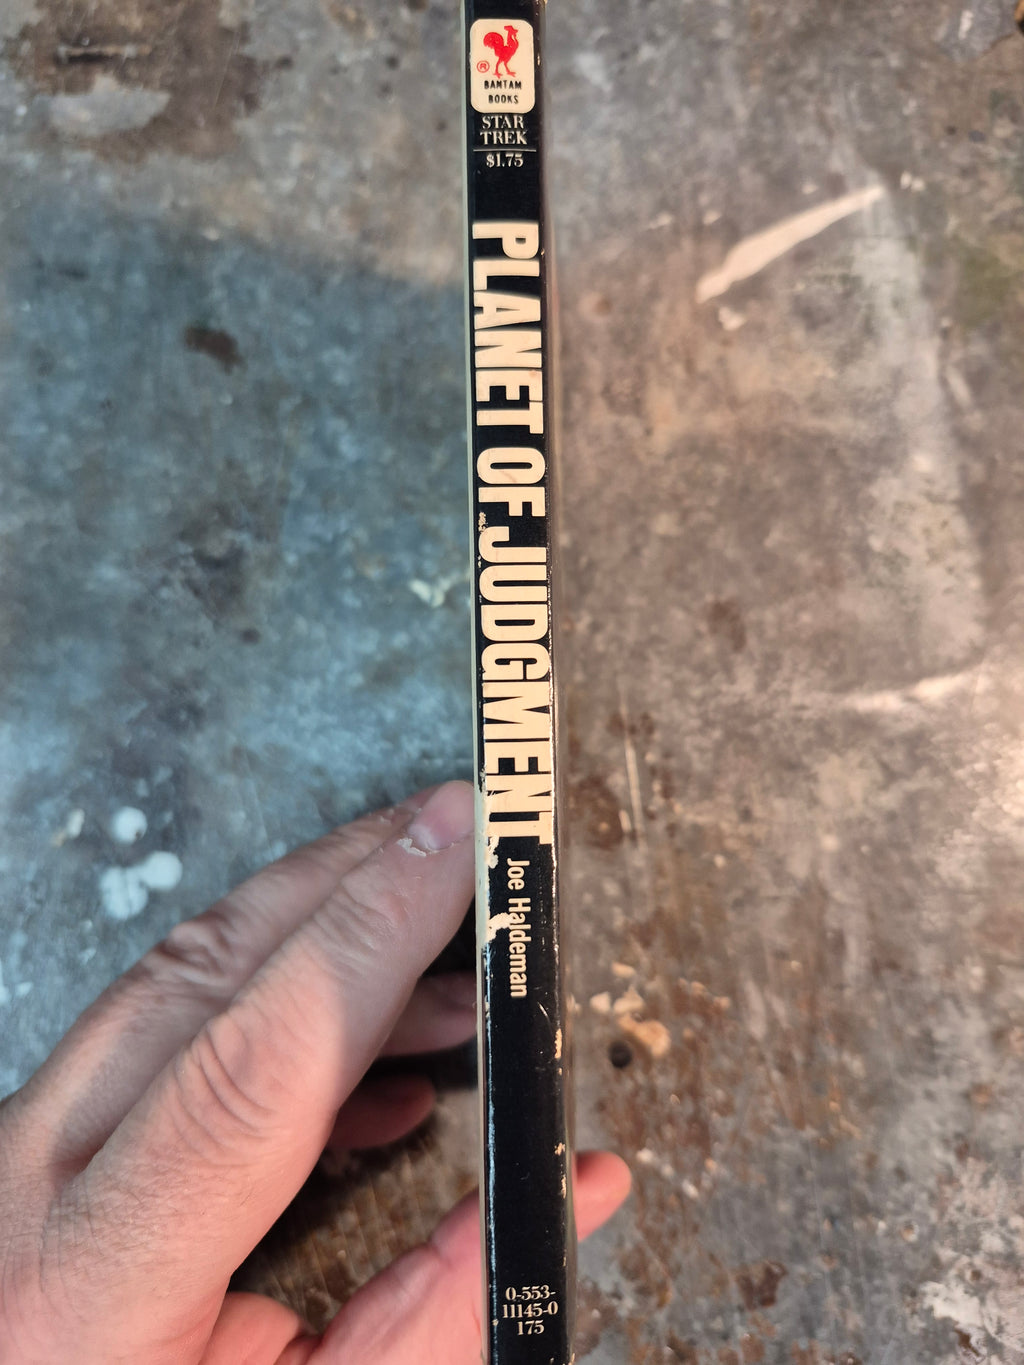 ®
BANTAM
BOOKS
STAR
TREK
$1.75
PLANET OF JUDGMENT
Joe Haldeman
0-553-
11145-0
175